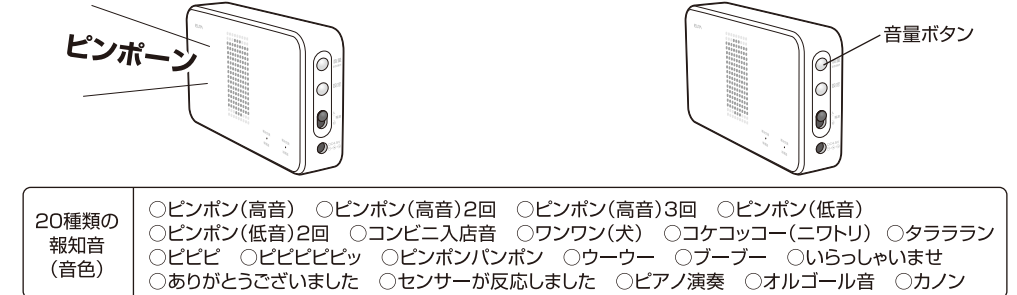 ピンポーン
音量ボタン
20種類の
報知音
（音色）
○ピンポン（高音） ○ピンポン（高音）2回 ○ピンポン（高音）3回 ○ピンポン（低音）
○ピンポン（低音）2回 ○コンビニ入店音 ○ワンワン（犬） ○コケコッコー（ニワトリ） ○タラララン
○ピピピ ○ピピピピピッ ○ピンポンパンポン ○ウーウー ○ブーブー ○いらっしゃいませ
○ありがとうございました ○センサーが反応しました ○ピアノ演奏 ○オルゴール音 ○カノン